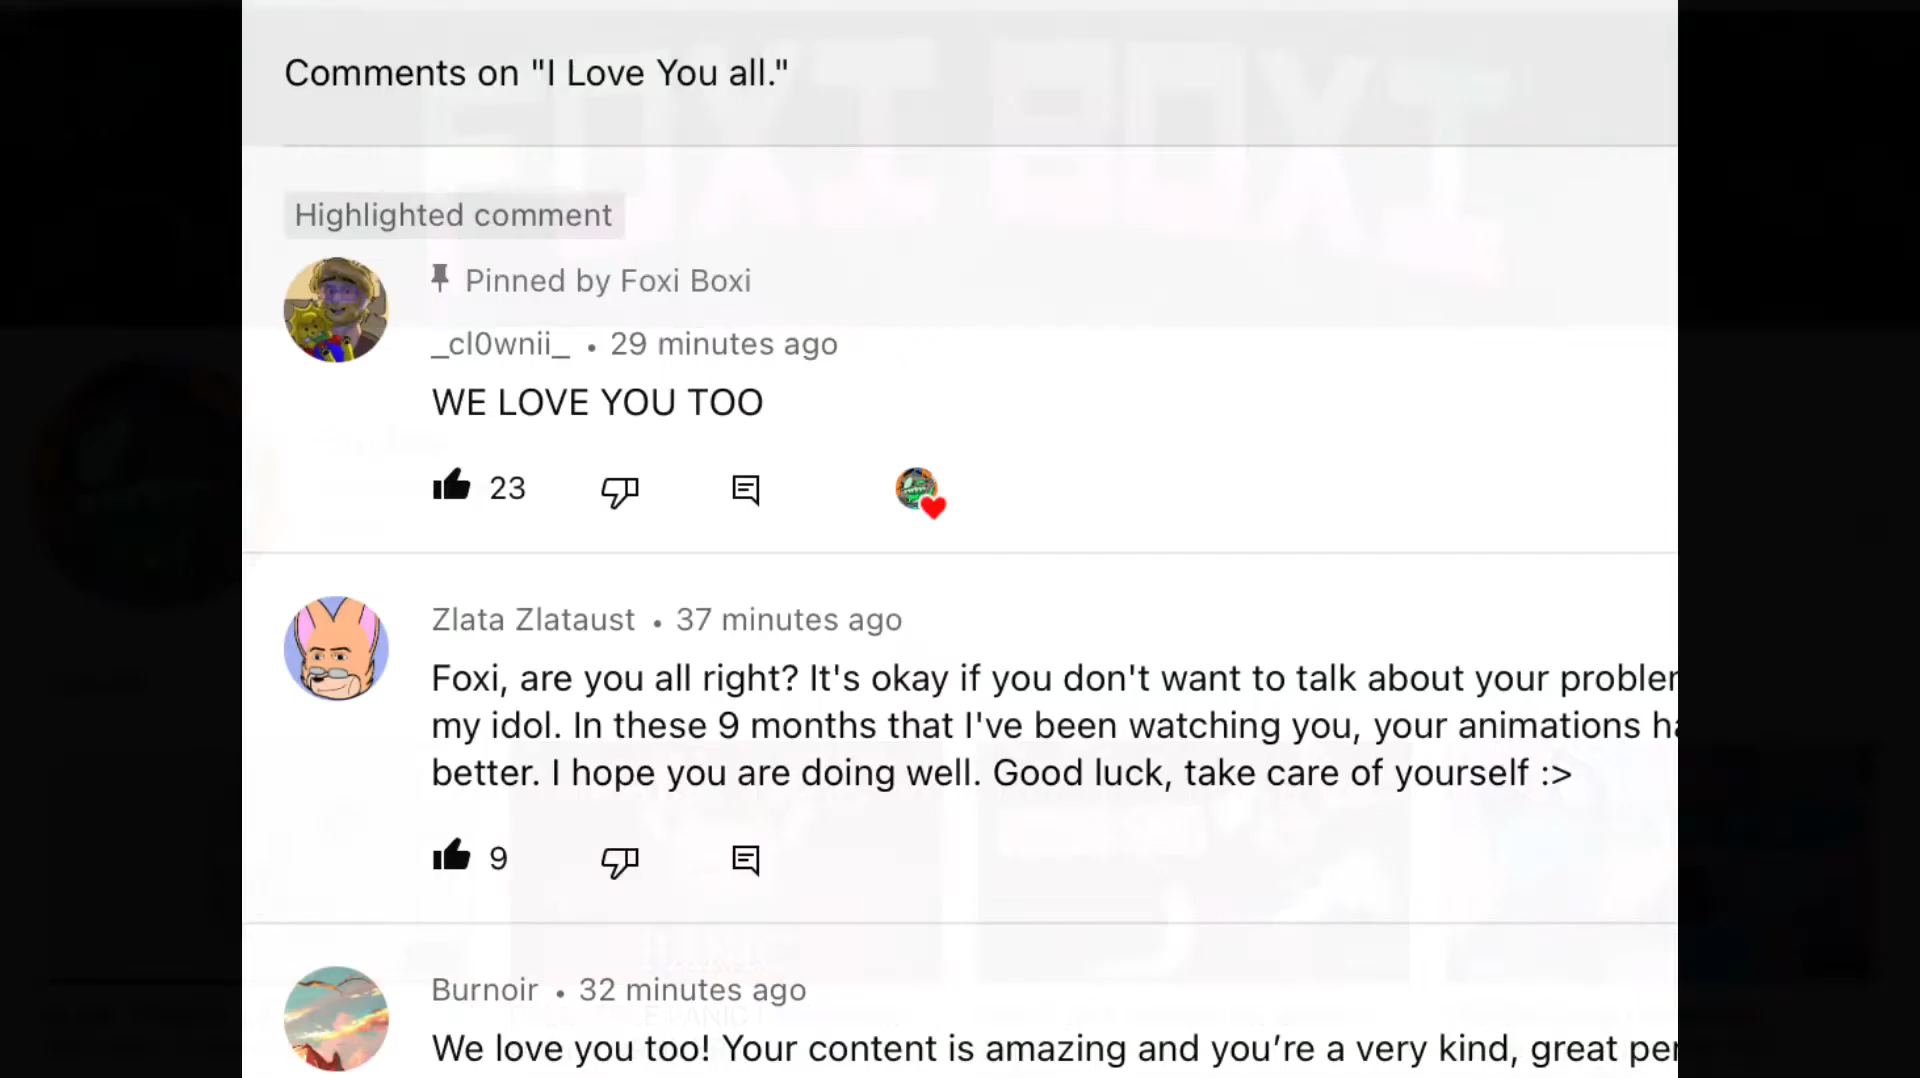 Comments on "I Love You all."
FOXI BOXI
Highlighted comment
Pinned by Foxi Boxi
_cl0wnii_ • 29 minutes ago
WE LOVE YOU TOO
23
Zlata Zlataust • 37 minutes ago
Foxi, are you all right? It's okay if you don't want to talk about your
my idol. In these 9 months that I've been watching you, your animations
better. I hope you are doing well. Good luck, take care of yourself :>
9
Burnoir • 32 minutes ago
We love you too! Your content is amazing and you’re a very kind, great